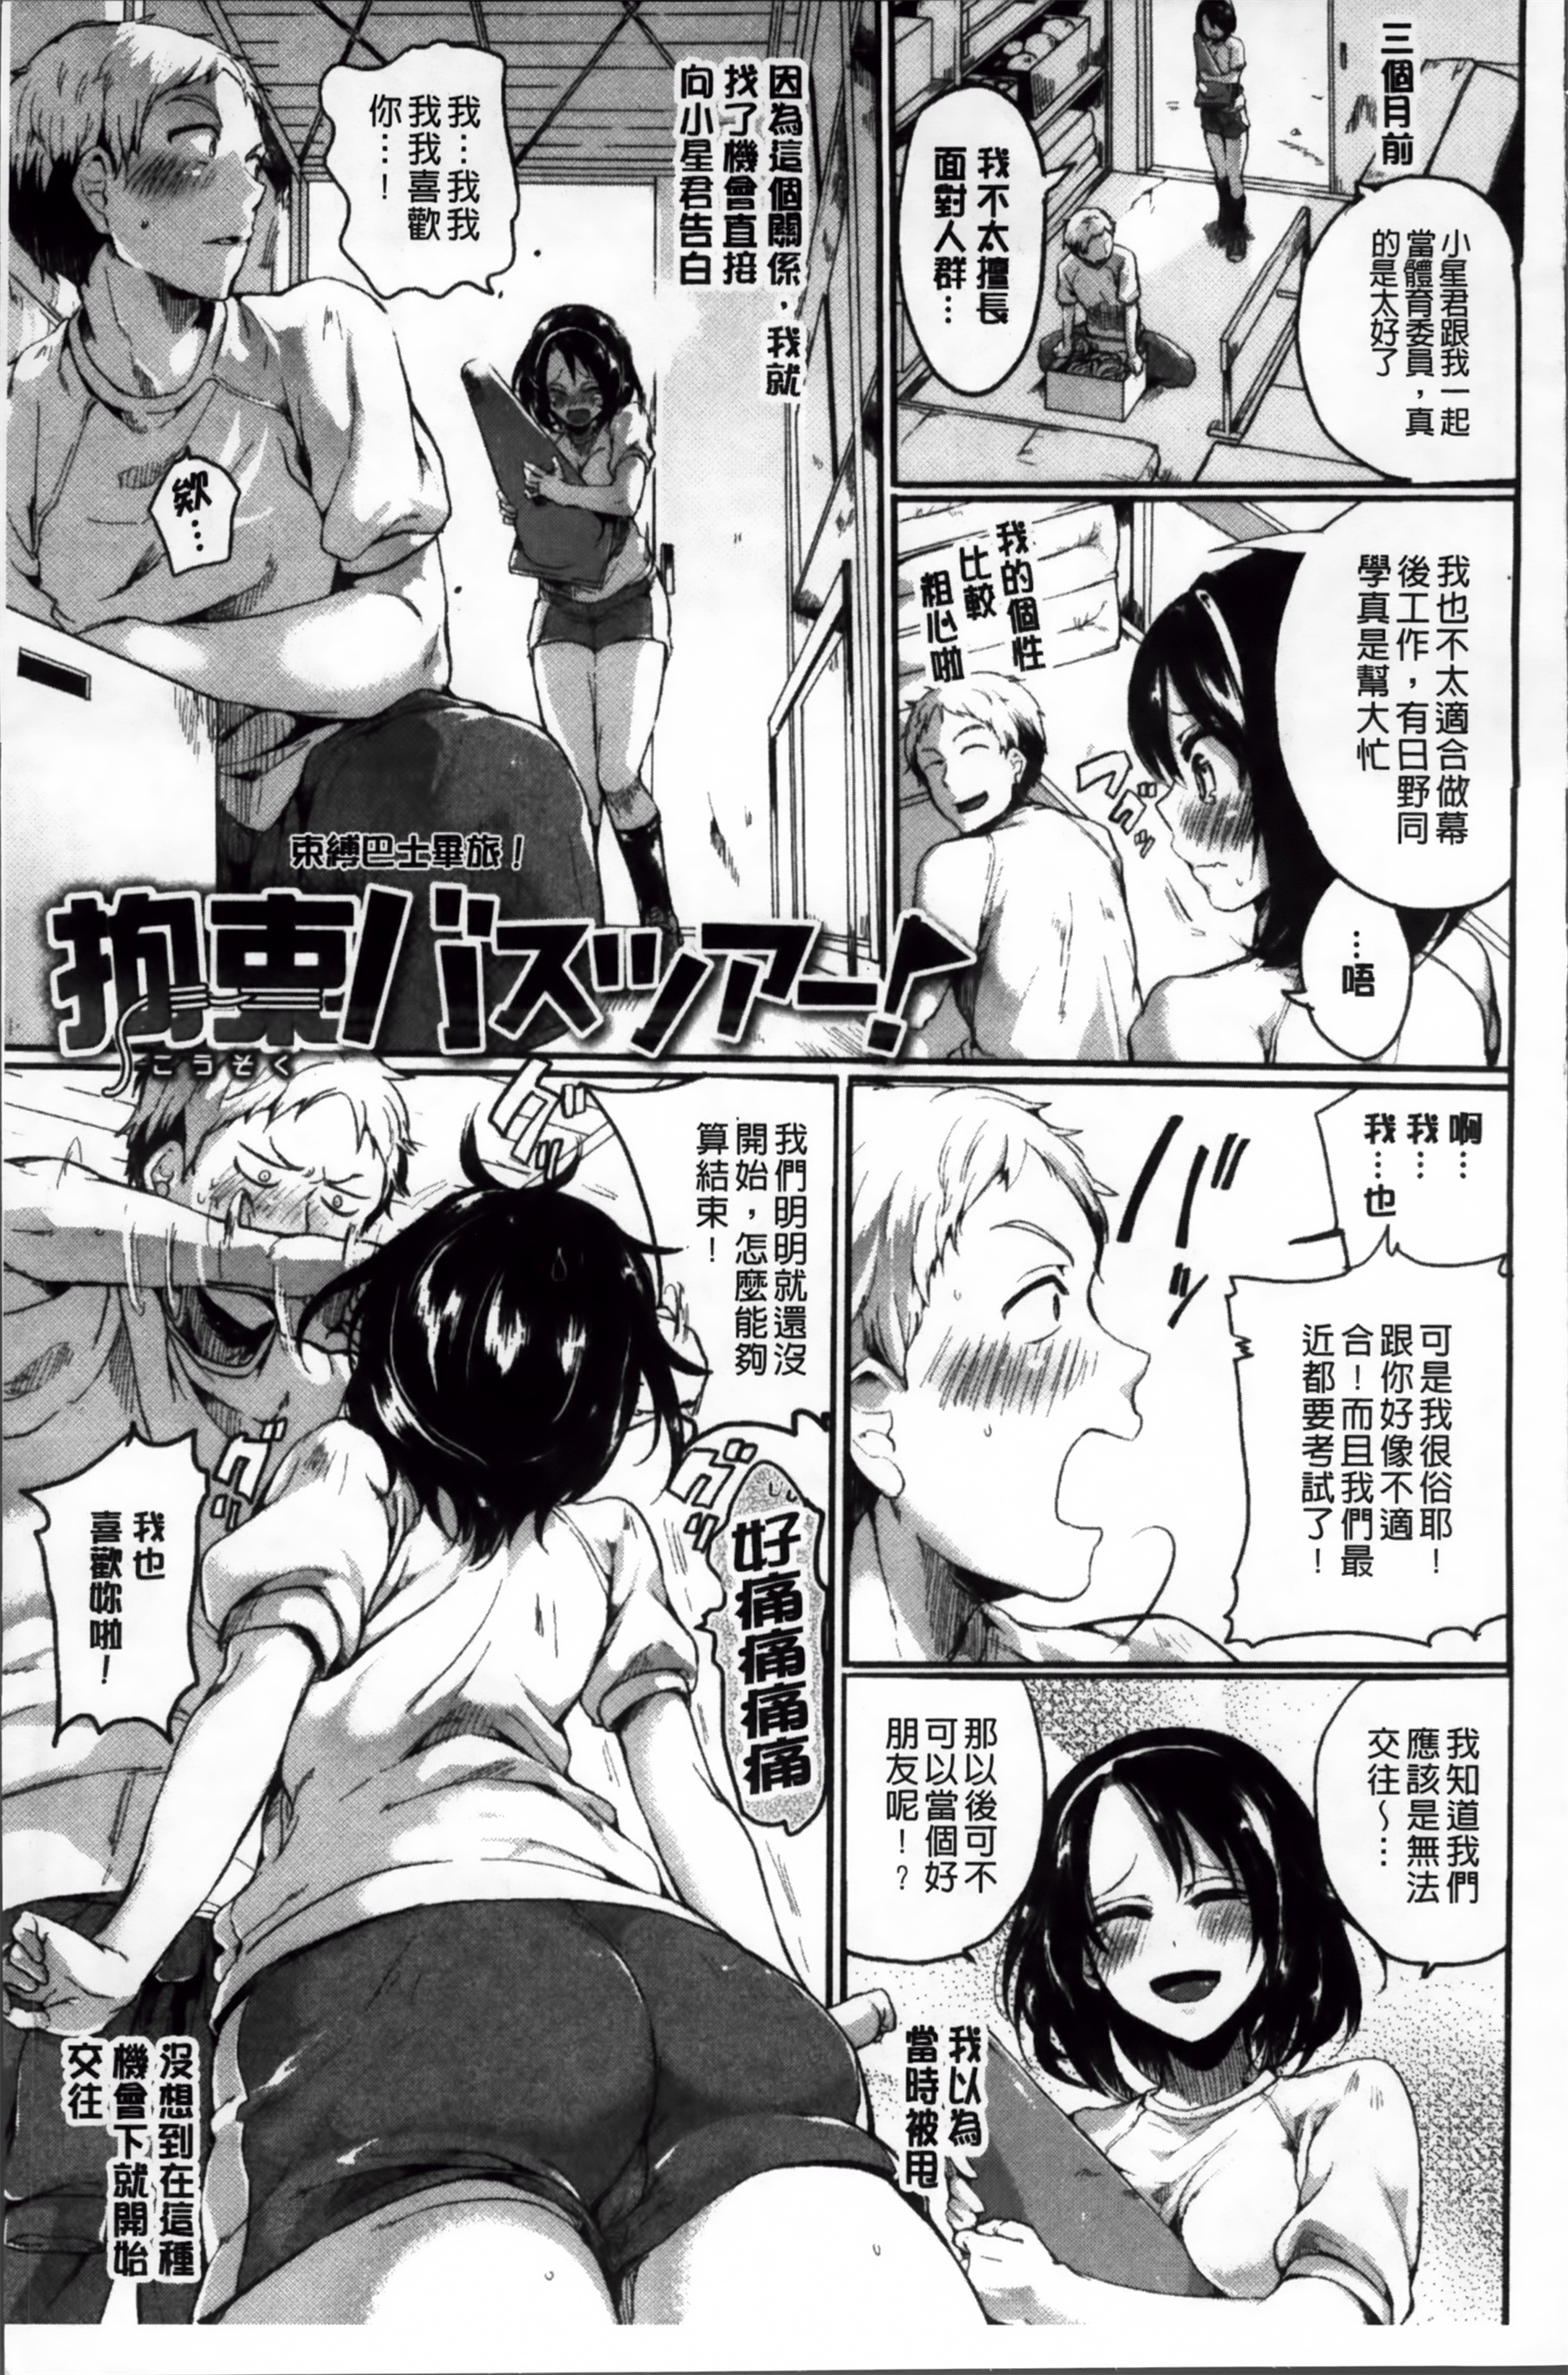 三個月前
小星君跟我一起
當體育委員，真
的是太好了
我不太擅長
面對人群…
我也不太適合做幕
後工作，有日野同
學真是幫大忙
…唔
我的個性
比較
粗心啦
因為這個關係，我就
找了機會直接
向小星君告白
我…我我
我我喜歡
你…！
欸…
束縛巴士畢旅！
拘束バスツアー！
こうそく
啊…
我…
我…也
可是我很俗耶！
跟你好像不適
合！而且我們最
近都要考試了！
我知道我們
應該是無法
交往～…
那以後可不
可以當個好
朋友呢！？
我以為
當時被甩
我們明明就還沒
開始，怎麼能夠
算結束！
好痛痛痛痛
我也
喜歡妳啦！
沒想到在這種
機會下就開始
交往